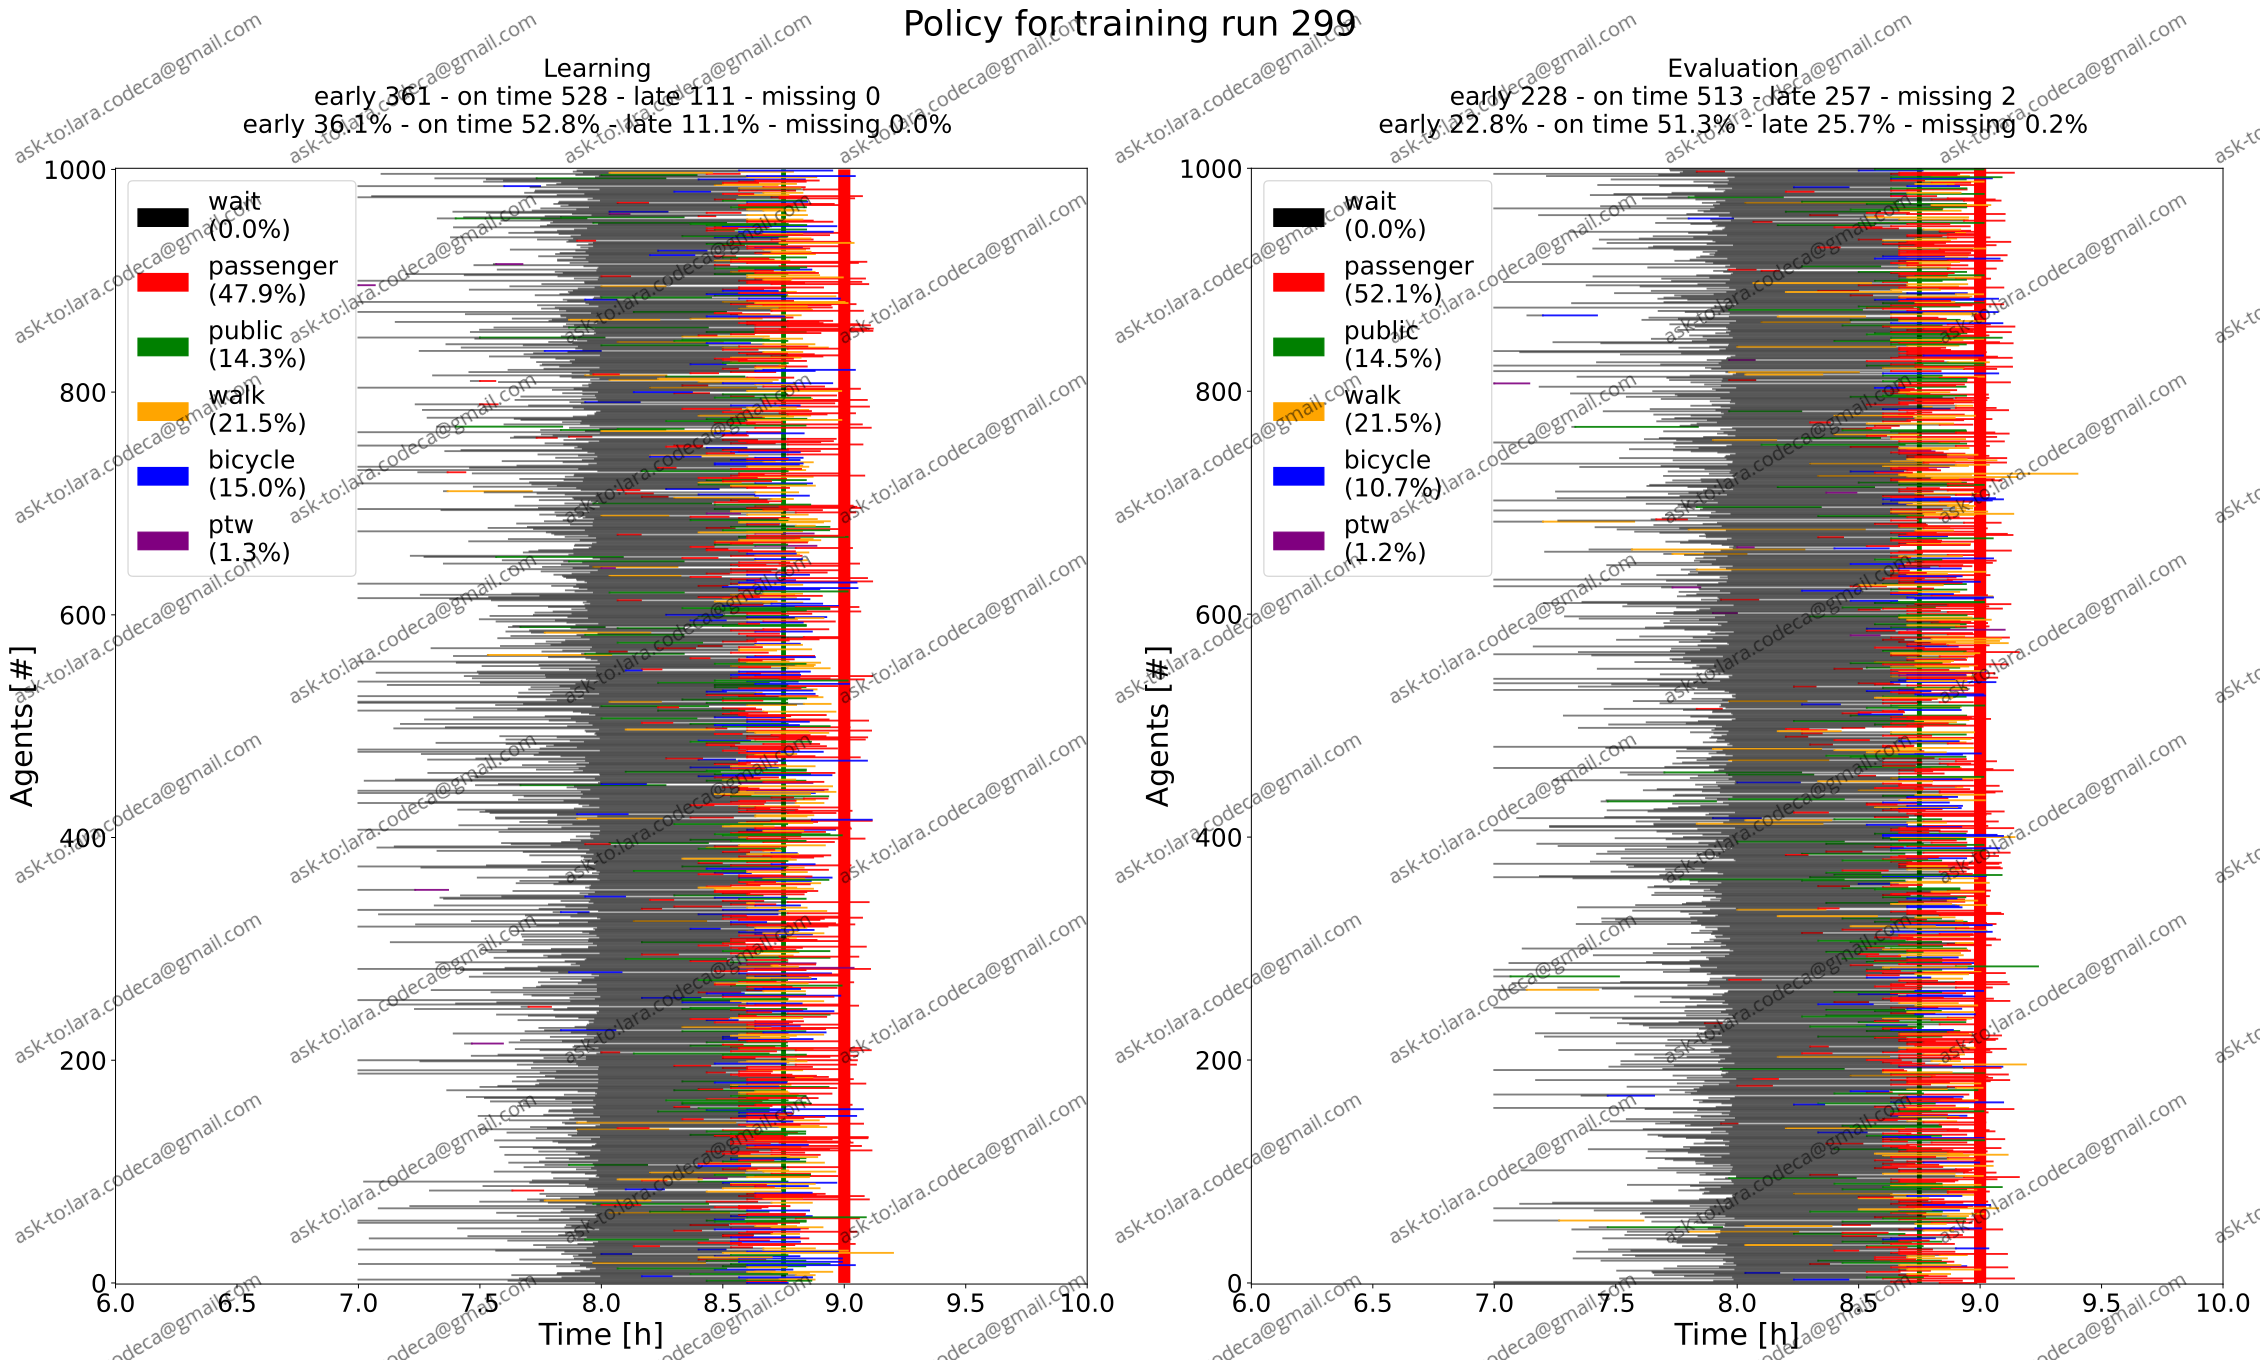 Policy for training run 299
Learning
early 361 - on time 528 - late 111 - missing 0
early 36.1% - on time 52.8% - late 11.1% - missing 0.0%
1000
800
600
400
200
0
Agents [#]
wait
(0.0%)
passenger
(47.9%)
public
(14.3%)
walk
(21.5%)
bicycle
(15.0%)
ptw
(1.3%)
6.0 6.5 7.0 7.5 8.0 8.5 9.0 9.5 10.0
Time [h]
Evaluation
early 228 - on time 513 - late 257 - missing 2
early 22.8% - on time 51.3% - late 25.7% - missing 0.2%
1000
800
600
400
200
0
Agents [#]
wait
(0.0%)
passenger
(52.1%)
public
(14.5%)
walk
(21.5%)
bicycle
(10.7%)
ptw
(1.2%)
6.0 6.5 7.0 7.5 8.0 8.5 9.0 9.5 10.0
Time [h]
ask-to:lara.codeca@gmail.com